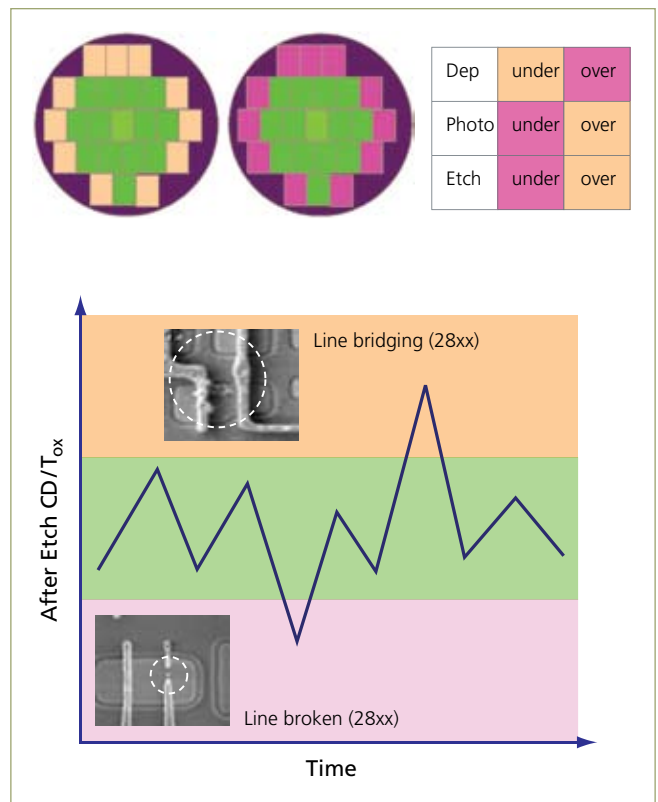 Dep under over
Photo under over
Etch under over
Line bridging (28xx)
After Etch CD/Tox
Line broken (28xx)
Time